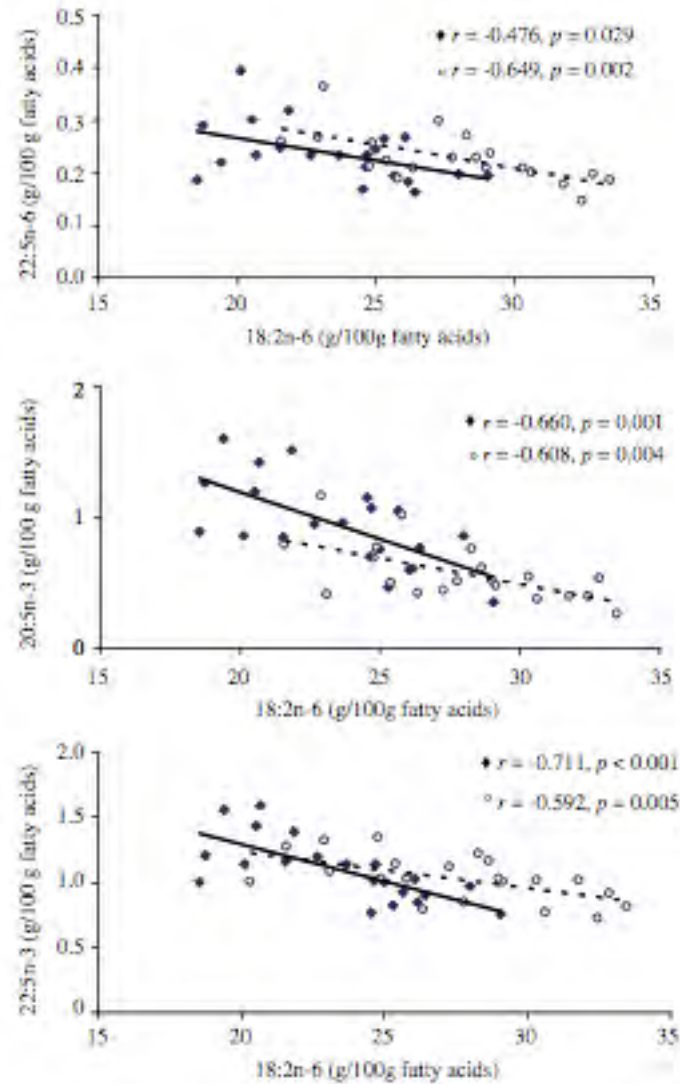 0.5
0.4
0.3
0.2
0.1
0.0
22:5n-6 (g/100 g fatty acids)
◆ r = -0.476, p = 0.029
○ r = -0.649, p = 0.002
15 20 25 30 35
18:2n-6 (g/100g fatty acids)
2
1
0
20:5n-3 (g/100 g fatty acids)
◆ r = -0.660, p = 0.001
○ r = -0.608, p = 0.004
15 20 25 30 35
18:2n-6 (g/100g fatty acids)
2.0
1.5
1.0
0.5
0
22:5n-3 (g/100 g fatty acids)
◆ r = -0.711, p < 0.001
○ r = -0.592, p = 0.005
15 20 25 30 35
18:2n-6 (g/100g fatty acids)